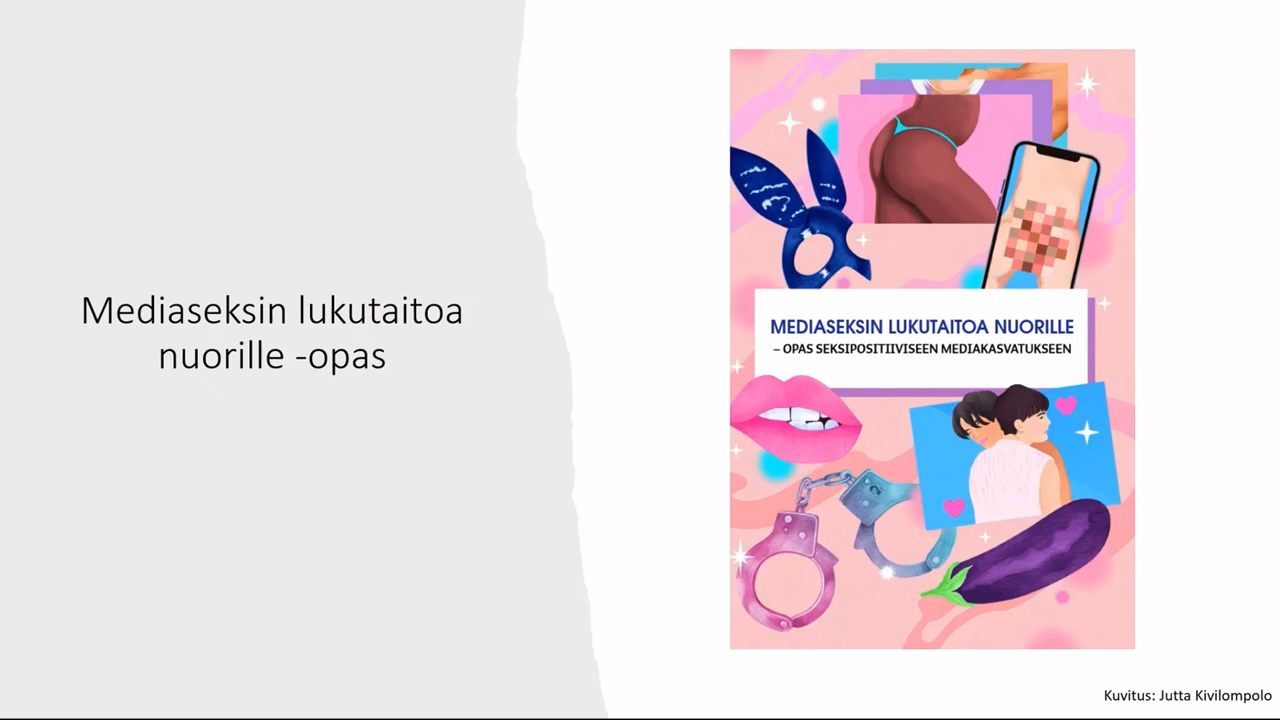 Mediaseksin lukutaitoa
nuorille -opas
MEDIASEKSIN LUKUTAITOA NUORILLE
– OPAS SEKSIPOSITIIVISEEN MEDIAKASVATUKSEEN
Kuvitus: Jutta Kivilompolo